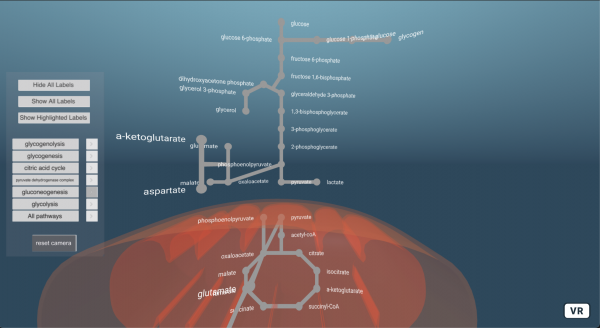 glucose
glucose 6-phosphate
glucose 1-phosphate
glycogen
fructose 6-phosphate
fructose 1,6-bisphosphate
dihydroxyacetone phosphate
glycerol 3-phosphate
glyceraldehyde 3-phosphate
glycerol
1,3-bisphosphoglycerate
3-phosphoglycerate
a-ketoglutarate
2-phosphoglycerate
phosphoenolpyruvate
malate
oxaloacetate
pyruvate
lactate
aspartate
Hide All Labels
Show All Labels
Show Highlighted Labels
glycogenolysis
glycogenesis
citric acid cycle
pyruvate dehydrogenase complex
gluconeogenesis
glycolysis
All pathways
reset camera
phosphoenolpyruvate
pyruvate
acetyl-coA
oxaloacetate
citrate
malate
isocitrate
glutamate
a-ketoglutarate
succinyl-CoA
VR